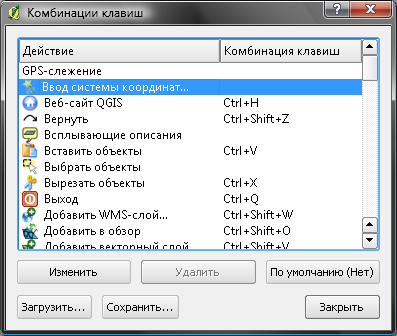 Комбинации клавиш
Действие Комбинация клавиш
GPS-слежение
Ввод системы координат...
Веб-сайт QGIS Ctrl+H
Вернуть Ctrl+Shift+Z
Всплывающие описания
Вставить объекты Ctrl+V
Выбрать объекты
Вырезать объекты Ctrl+X
Выход Ctrl+Q
Добавить WMS-слой... Ctrl+Shift+W
Добавить в обзор Ctrl+Shift+O
Добавить векторный слой Ctrl+Shift+V
Изменить Удалить По умолчанию (Нет)
Загрузить... Сохранить... Закрыть